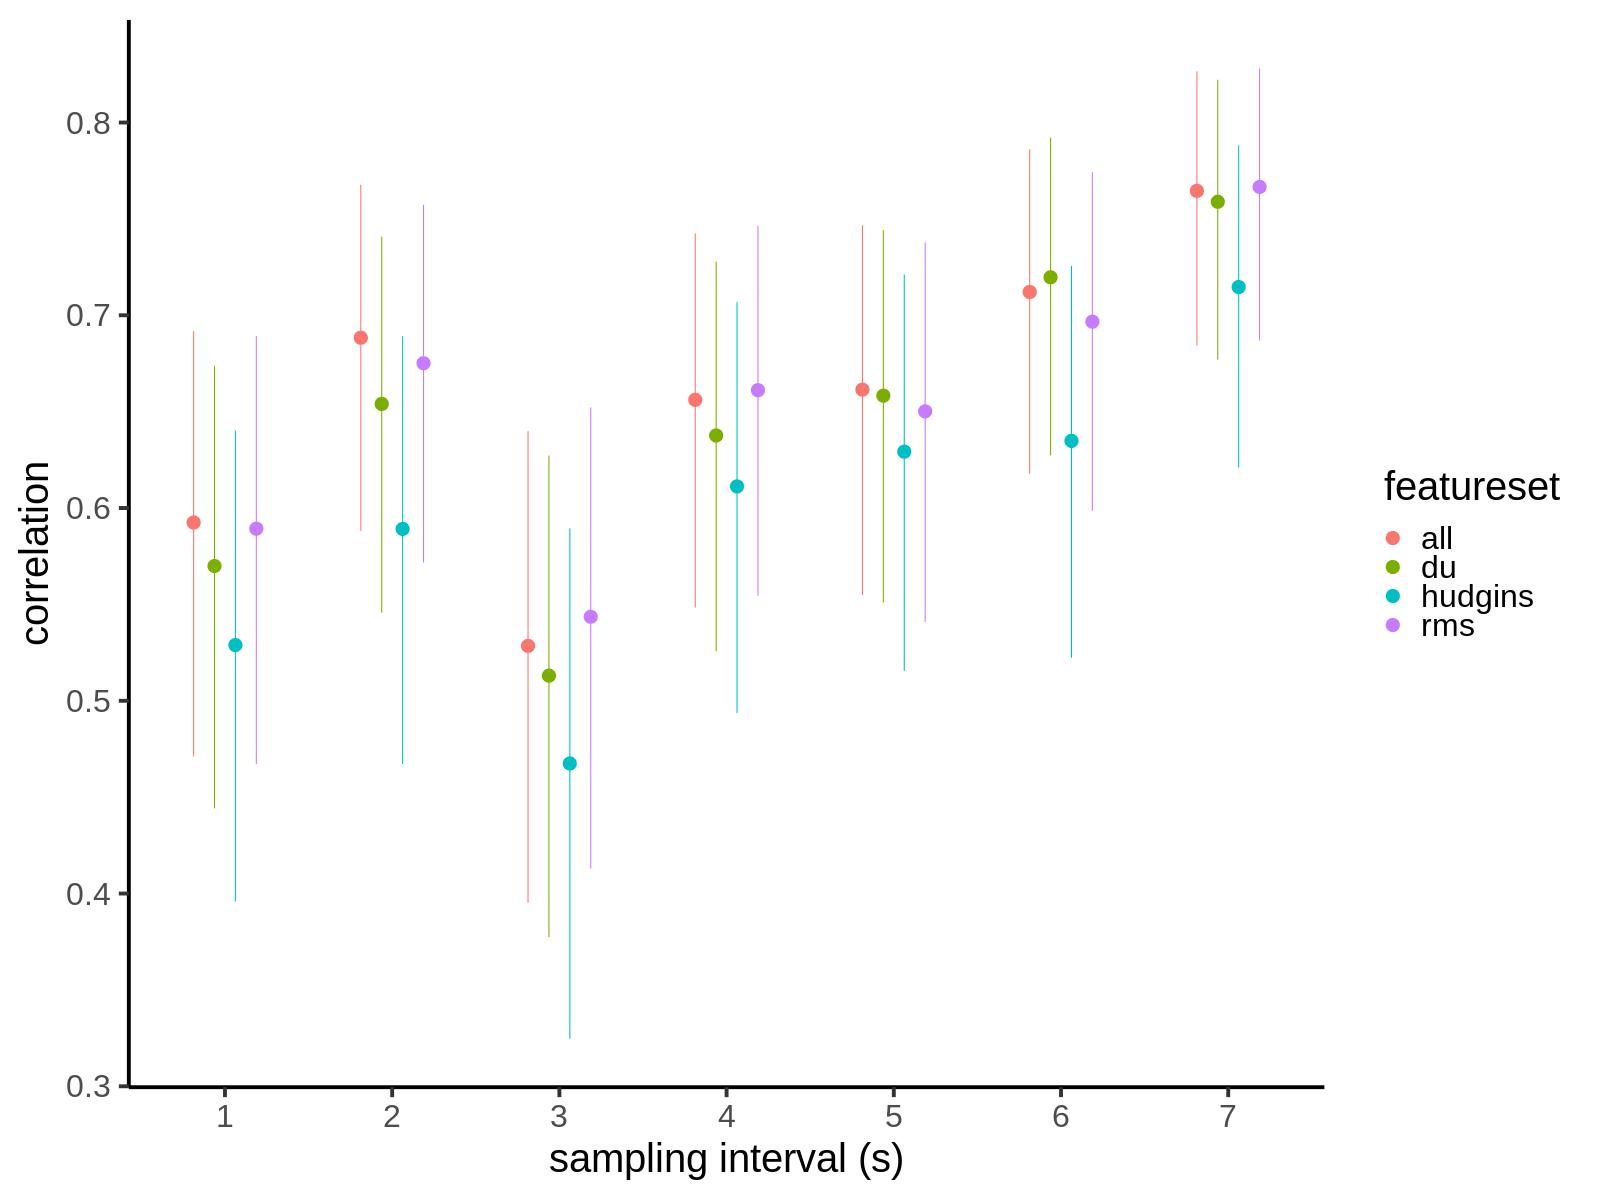 0.8
0.7
0.6
0.5
0.4
0.3
correlation
1 2 3 4 5 6 7
sampling interval (s)
featureset
all
du
hudgins
rms